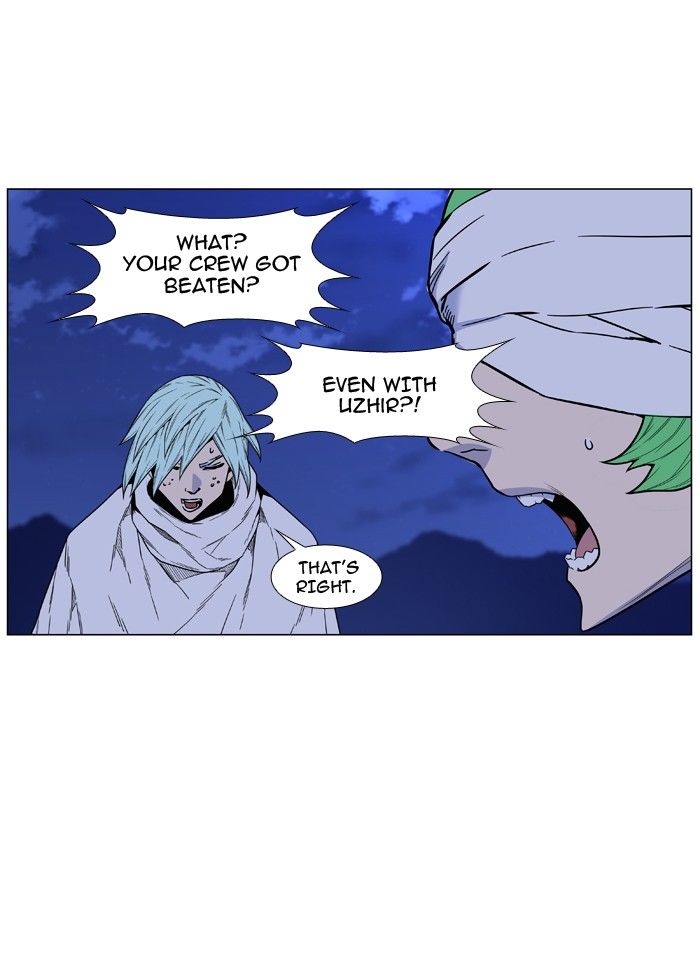 WHAT?
YOUR CREW GOT
BEATEN?
EVEN WITH
UZHIR?!
THAT'S
RIGHT.